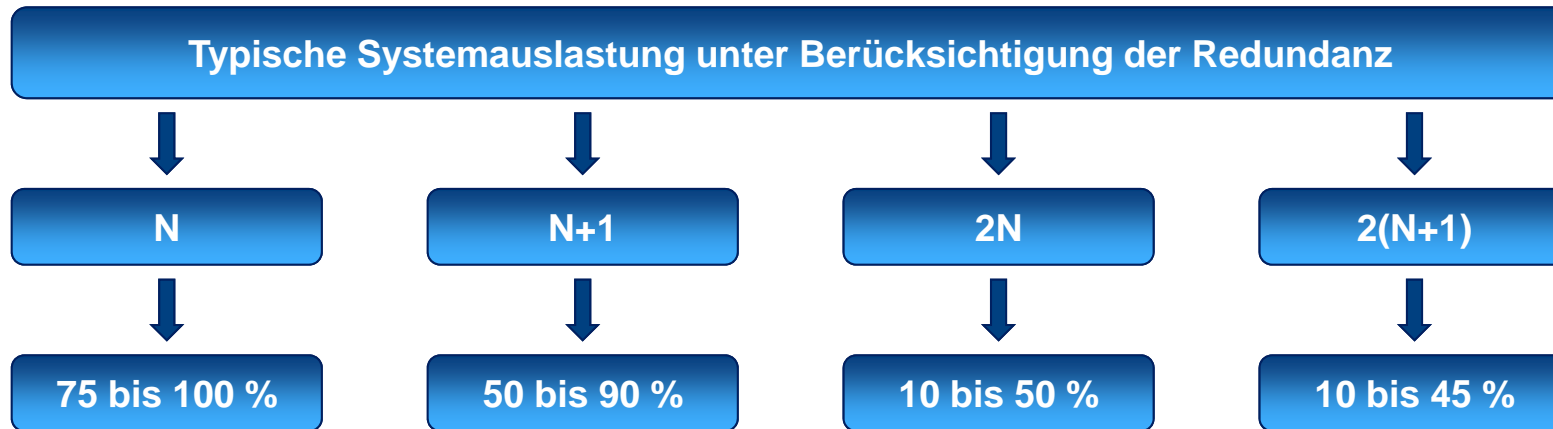 Typische Systemauslastung unter Berücksichtigung der Redundanz
N
N+1
2N
2(N+1)
75 bis 100 %
50 bis 90 %
10 bis 50 %
10 bis 45 %